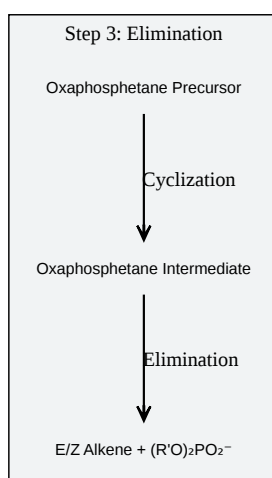 Step 3: Elimination
Oxaphosphetane Precursor
Cyclization
Oxaphosphetane Intermediate
Elimination
E/Z Alkene + (R'O)₂PO₂⁻